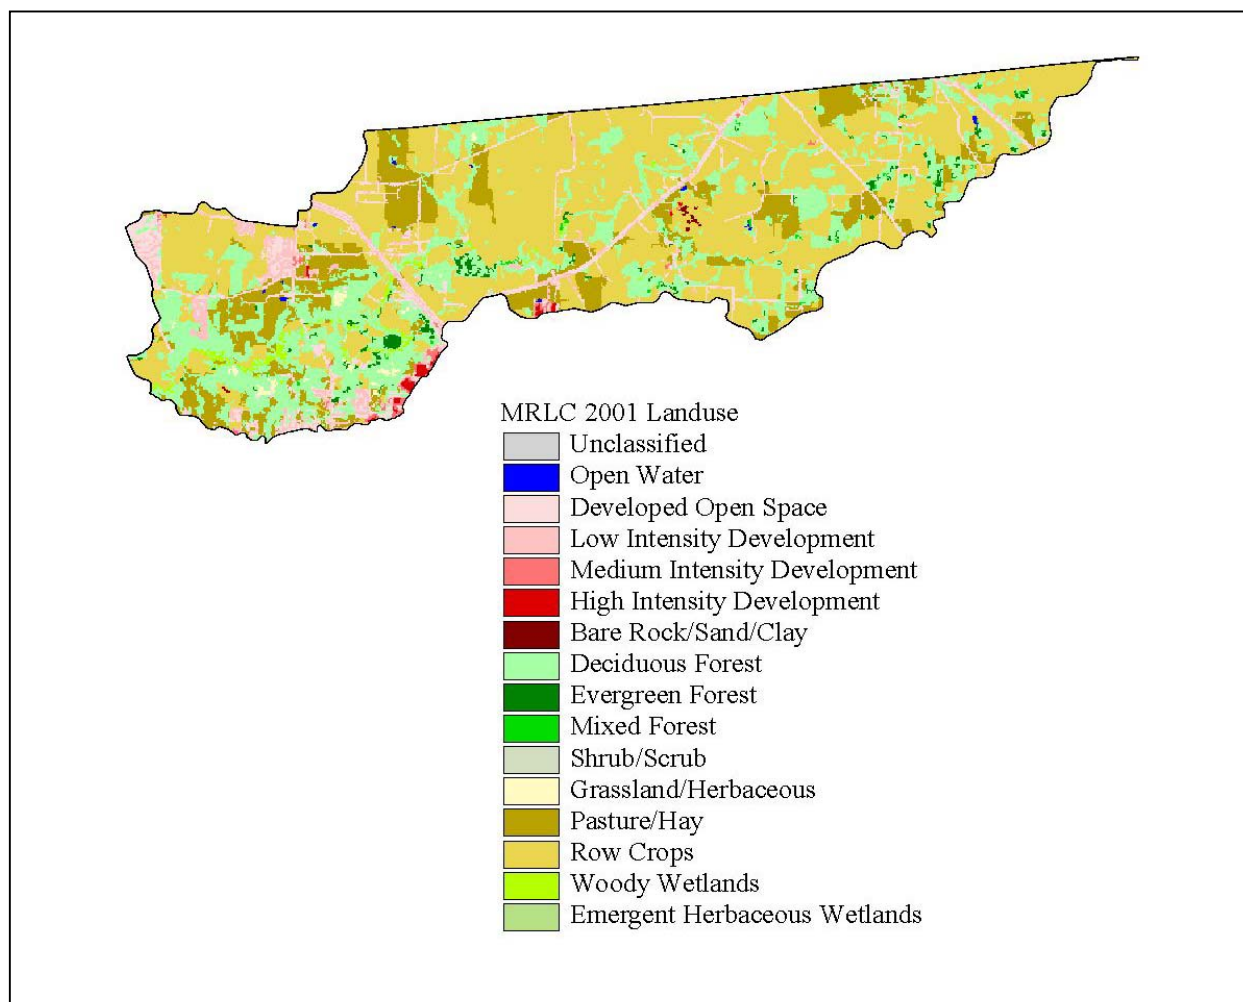 MRLC 2001 Landuse
Unclassified
Open Water
Developed Open Space
Low Intensity Development
Medium Intensity Development
High Intensity Development
Bare Rock/Sand/Clay
Deciduous Forest
Evergreen Forest
Mixed Forest
Shrub/Scrub
Grassland/Herbaceous
Pasture/Hay
Row Crops
Woody Wetlands
Emergent Herbaceous Wetlands